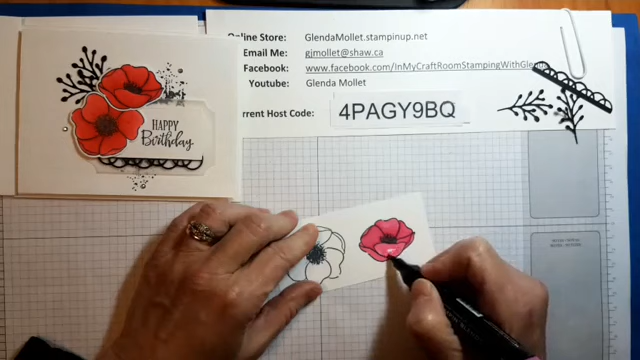 Online Store: GlendaMollet.stampinup.net
Email Me: gjmollet@shaw.ca
Facebook: www.facebook.com/InMyCraftRoomStampingWithGlenda
Youtube: Glenda Mollet
rrent Host Code: 4PAGY9BQ
HAPPY
Birthday